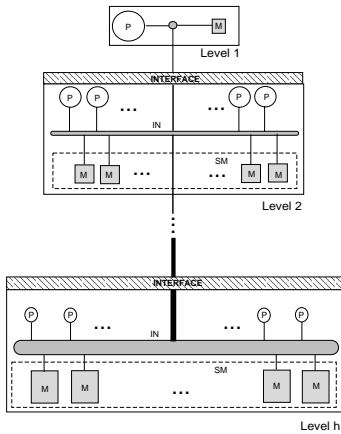 P M
Level 1
INTERFACE
P P ... ... P P
IN
SM
M M ... ... M M
Level 2
INTERFACE
P P ... ... P P
IN
SM
M M ... M M
Level h